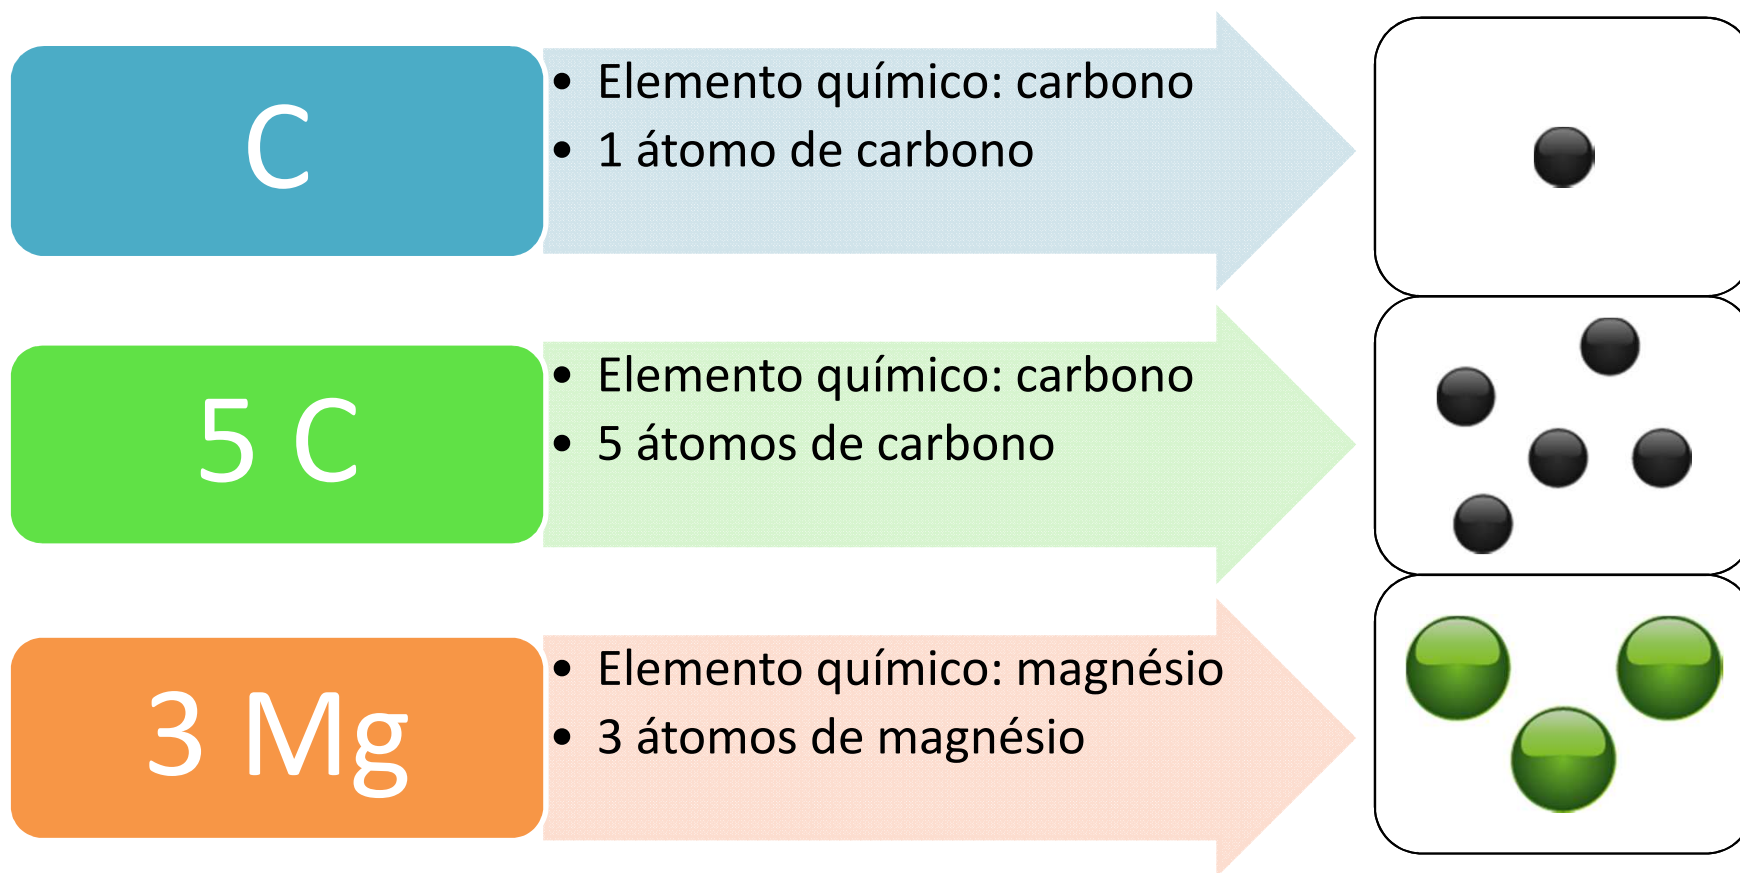 C
• Elemento químico: carbono
• 1 átomo de carbono
5 C
• Elemento químico: carbono
• 5 átomos de carbono
3 Mg
• Elemento químico: magnésio
• 3 átomos de magnésio